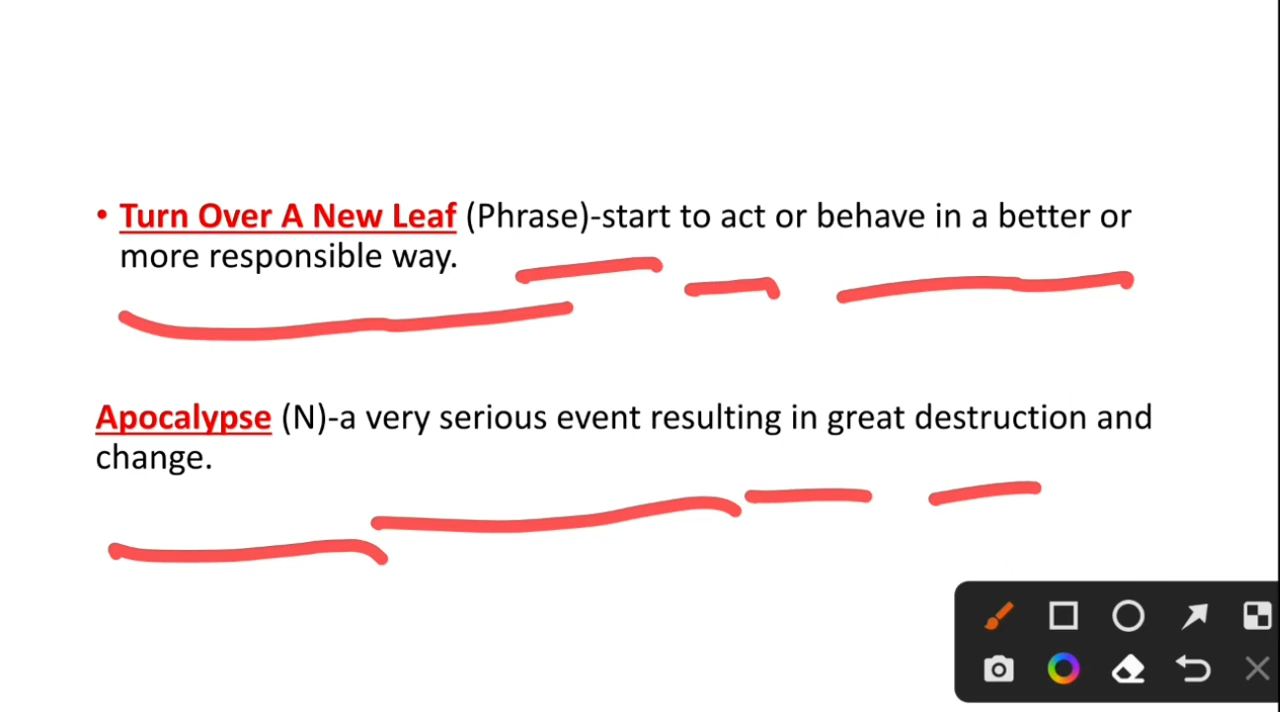 • Turn Over A New Leaf (Phrase)-start to act or behave in a better or
more responsible way.
Apocalypse (N)-a very serious event resulting in great destruction and
change.